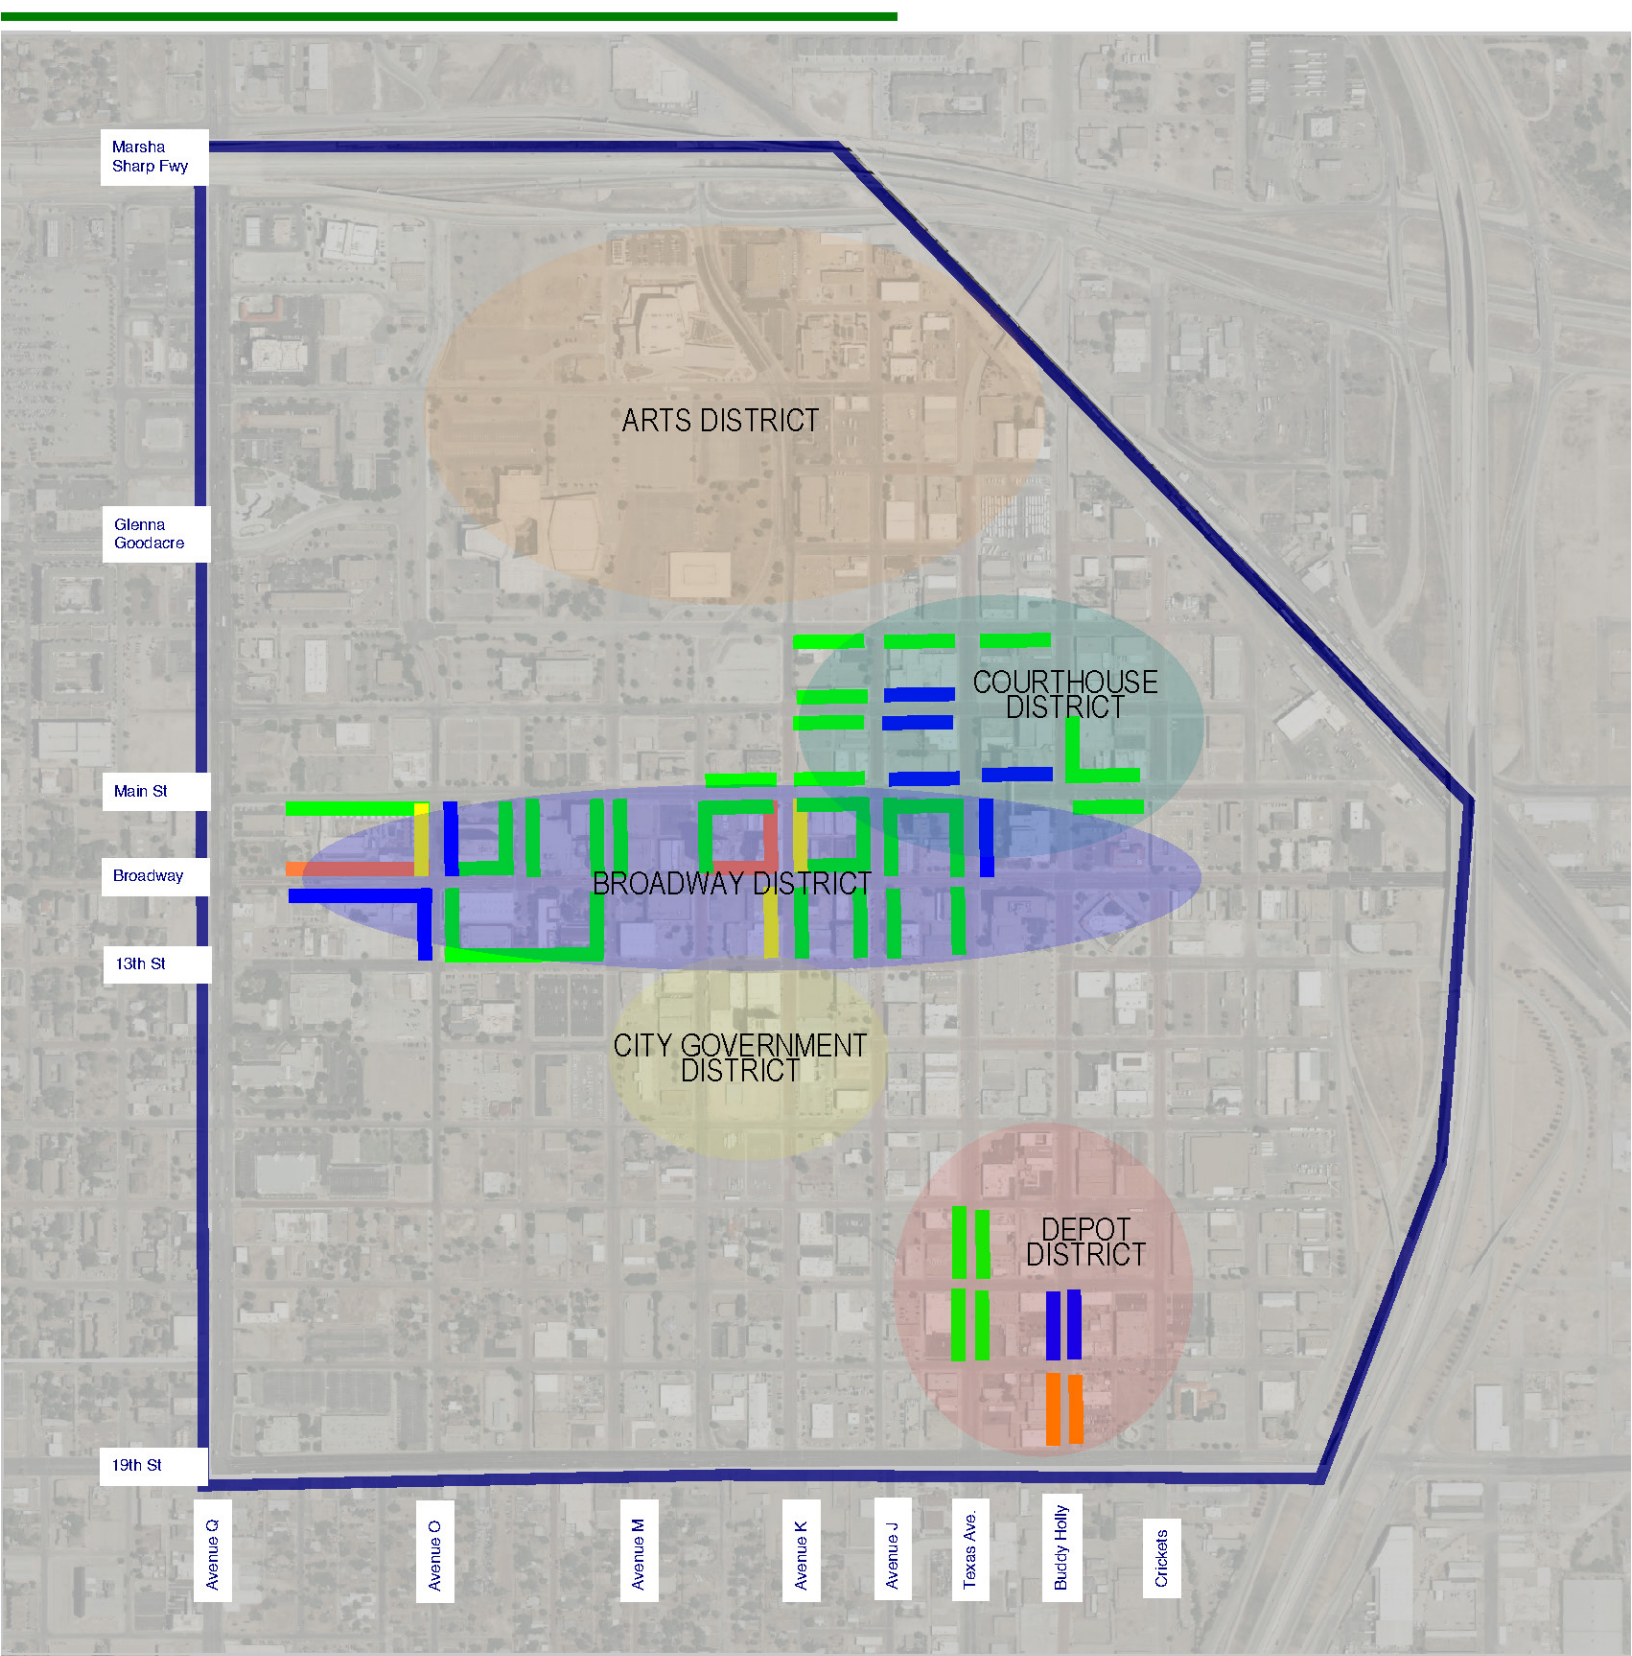 Marsha
Sharp Fwy
ARTS DISTRICT
Glenna
Goodacre
COURTHOUSE
DISTRICT
Main St
Broadway
BROADWAY DISTRICT
13th St
CITY GOVERNMENT
DISTRICT
DEPOT
DISTRICT
19th St
Avenue Q
Avenue O
Avenue M
Avenue K
Avenue J
Texas Ave.
Buddy Holly
Crickets